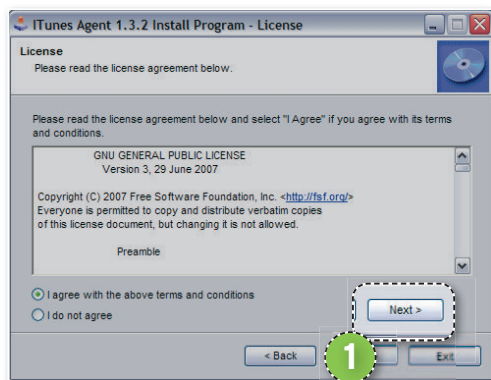 ITunes Agent 1.3.2 Install Program - License
License
Please read the license agreement below.
Please read the license agreement below and select "I Agree" if you agree with its terms
and conditions.
GNU GENERAL PUBLIC LICENSE
Version 3, 29 June 2007
Copyright (C) 2007 Free Software Foundation, Inc. <http://fsf.org/>
Everyone is permitted to copy and distribute verbatim copies
of this license document, but changing it is not allowed.
Preamble
I agree with the above terms and conditions
I do not agree
Next >
< Back
1
Exit